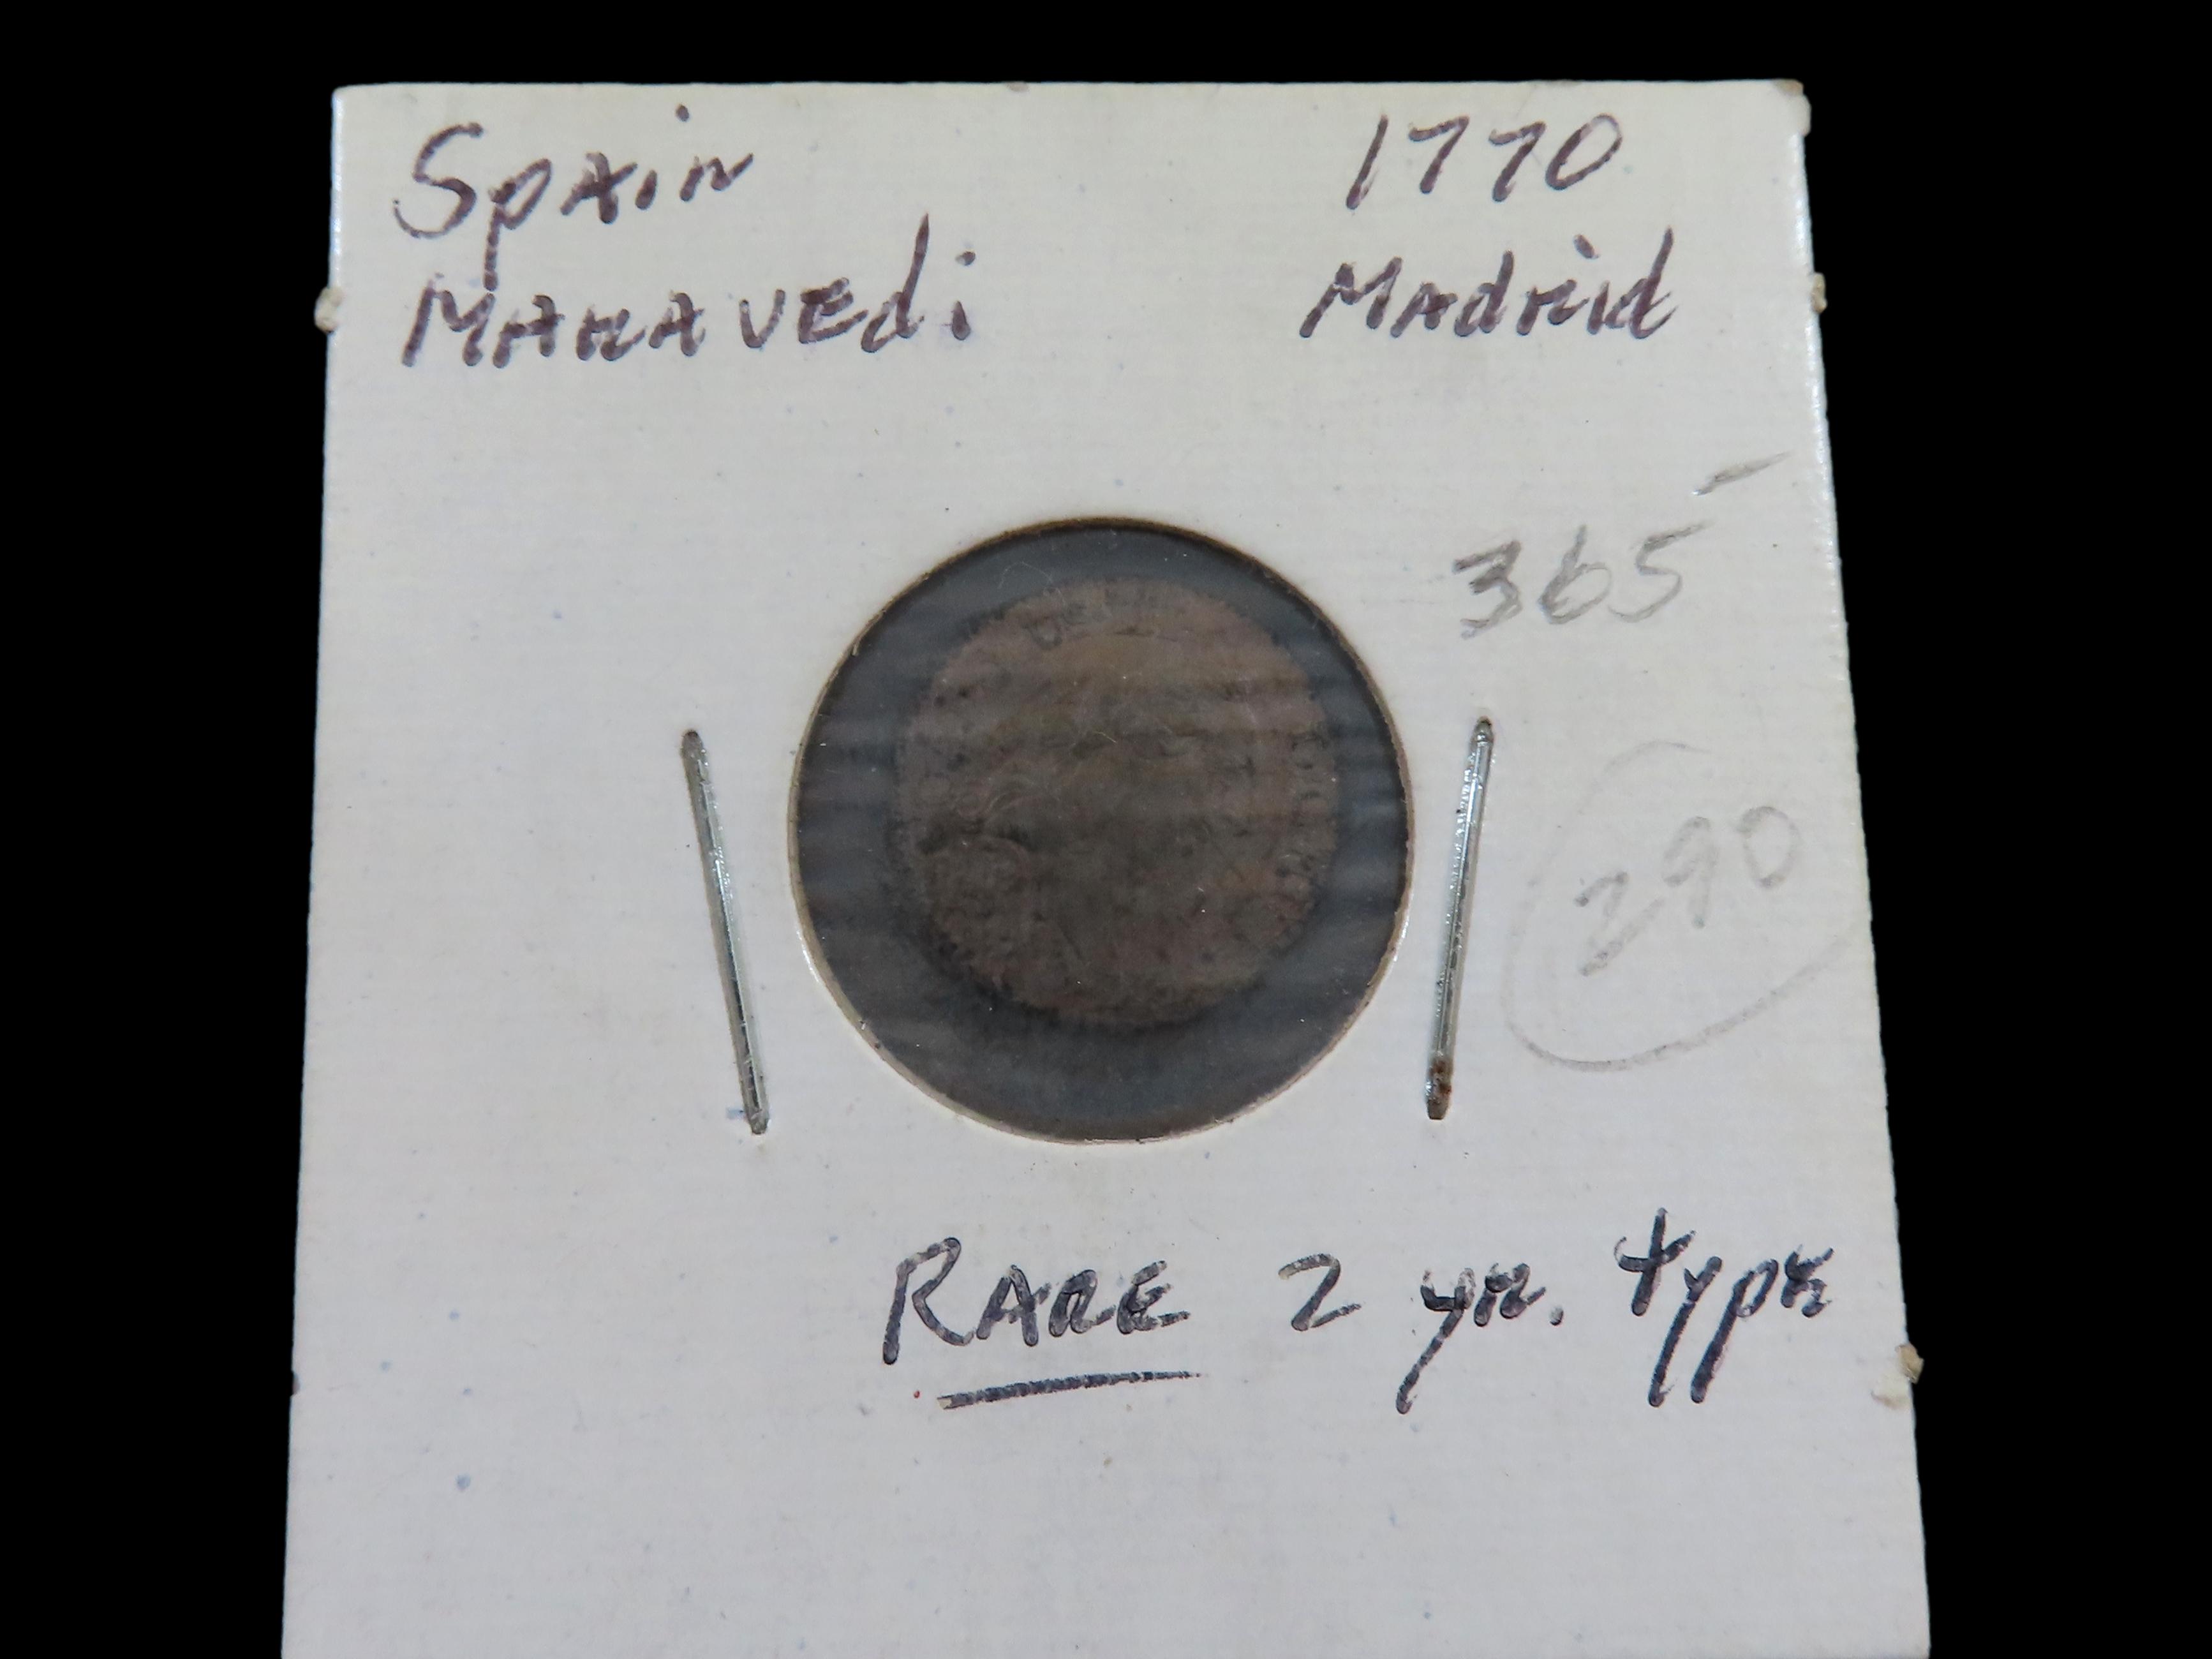 Spain 1770
Maravedi Madrid
365
290
RARE 2 yr. type